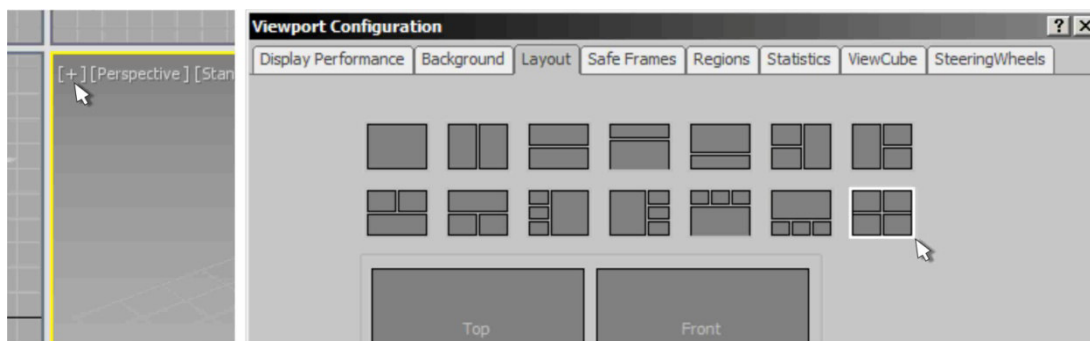 Viewport Configuration
Display Performance Background Layout Safe Frames Regions Statistics ViewCube SteeringWheels
[+] [Perspective] [Stan
Top Front